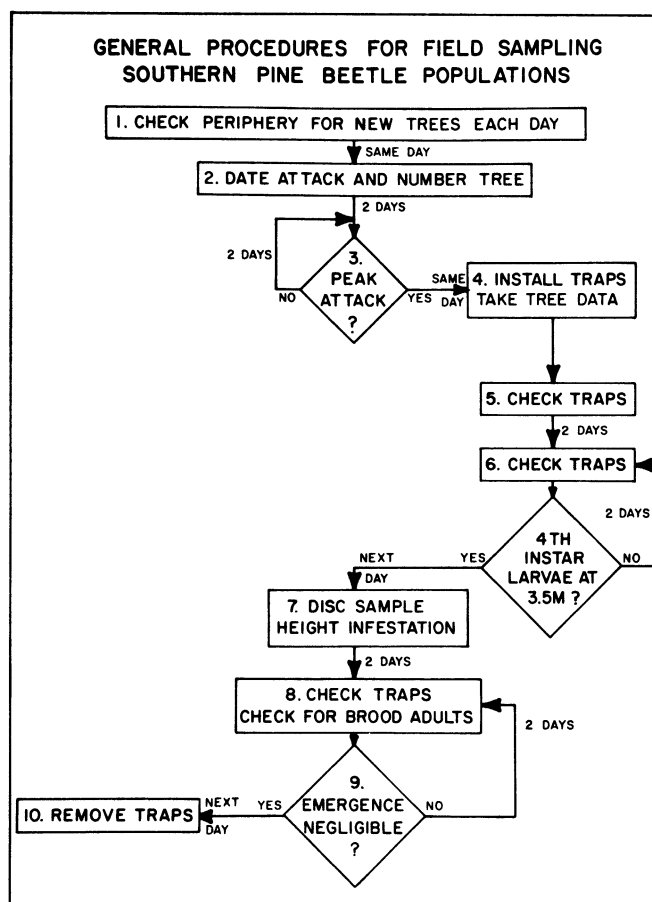 GENERAL PROCEDURES FOR FIELD SAMPLING
SOUTHERN PINE BEETLE POPULATIONS
1. CHECK PERIPHERY FOR NEW TREES EACH DAY
SAME DAY
2. DATE ATTACK AND NUMBER TREE
2 DAYS
2 DAYS
3.
PEAK
ATTACK
?
NO
YES
SAME
DAY
4. INSTALL TRAPS
TAKE TREE DATA
5. CHECK TRAPS
2 DAYS
6. CHECK TRAPS
2 DAYS
4TH
INSTAR
LARVAE AT
3.5M ?
NO
YES
NEXT
DAY
7. DISC SAMPLE
HEIGHT INFESTATION
2 DAYS
8. CHECK TRAPS
CHECK FOR BROOD ADULTS
2 DAYS
9.
EMERGENCE
NEGLIGIBLE
?
NO
YES
NEXT
DAY
10. REMOVE TRAPS